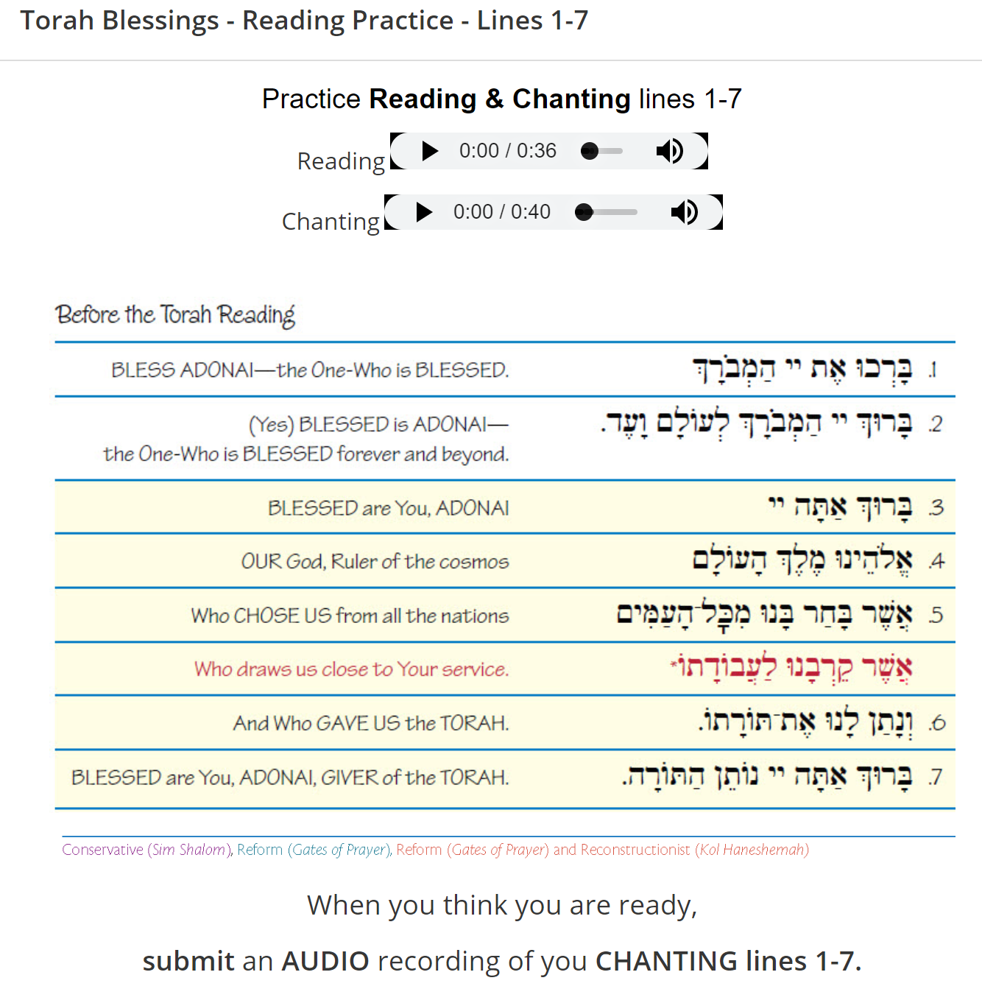 Torah Blessings - Reading Practice - Lines 1-7
Practice Reading & Chanting lines 1-7
Reading 0:00 / 0:36
Chanting 0:00 / 0:40
Before the Torah Reading
1. בָּרְכוּ אֶת יי הַמְבֹרָךְ
BLESS ADONAI—the One-Who is BLESSED.
2. בָּרוּךְ יי הַמְבֹרָךְ לְעוֹלָם וָעֶד.
(Yes) BLESSED is ADONAI—
the One-Who is BLESSED forever and beyond.
3. בָּרוּךְ אַתָּה יי
BLESSED are You, ADONAI
4. אֱלֹהֵינוּ מֶלֶךְ הָעוֹלָם
OUR God, Ruler of the cosmos
5. אֲשֶׁר בָּחַר בָּנוּ מִכָּל־הָעַמִּים
Who CHOSE US from all the nations
אֲשֶׁר קֵרְבָנוּ לַעֲבוֹדָתוֹ*
Who draws us close to Your service.
6. וְנָתַן לָנוּ אֶת־תּוֹרָתוֹ.
And Who GAVE US the TORAH.
7. בָּרוּךְ אַתָּה יי נוֹתֵן הַתּוֹרָה.
BLESSED are You, ADONAI, GIVER of the TORAH.
Conservative (Sim Shalom), Reform (Gates of Prayer), Reform (Gates of Prayer) and Reconstructionist (Kol Haneshemah)
When you think you are ready,
submit an AUDIO recording of you CHANTING lines 1-7.